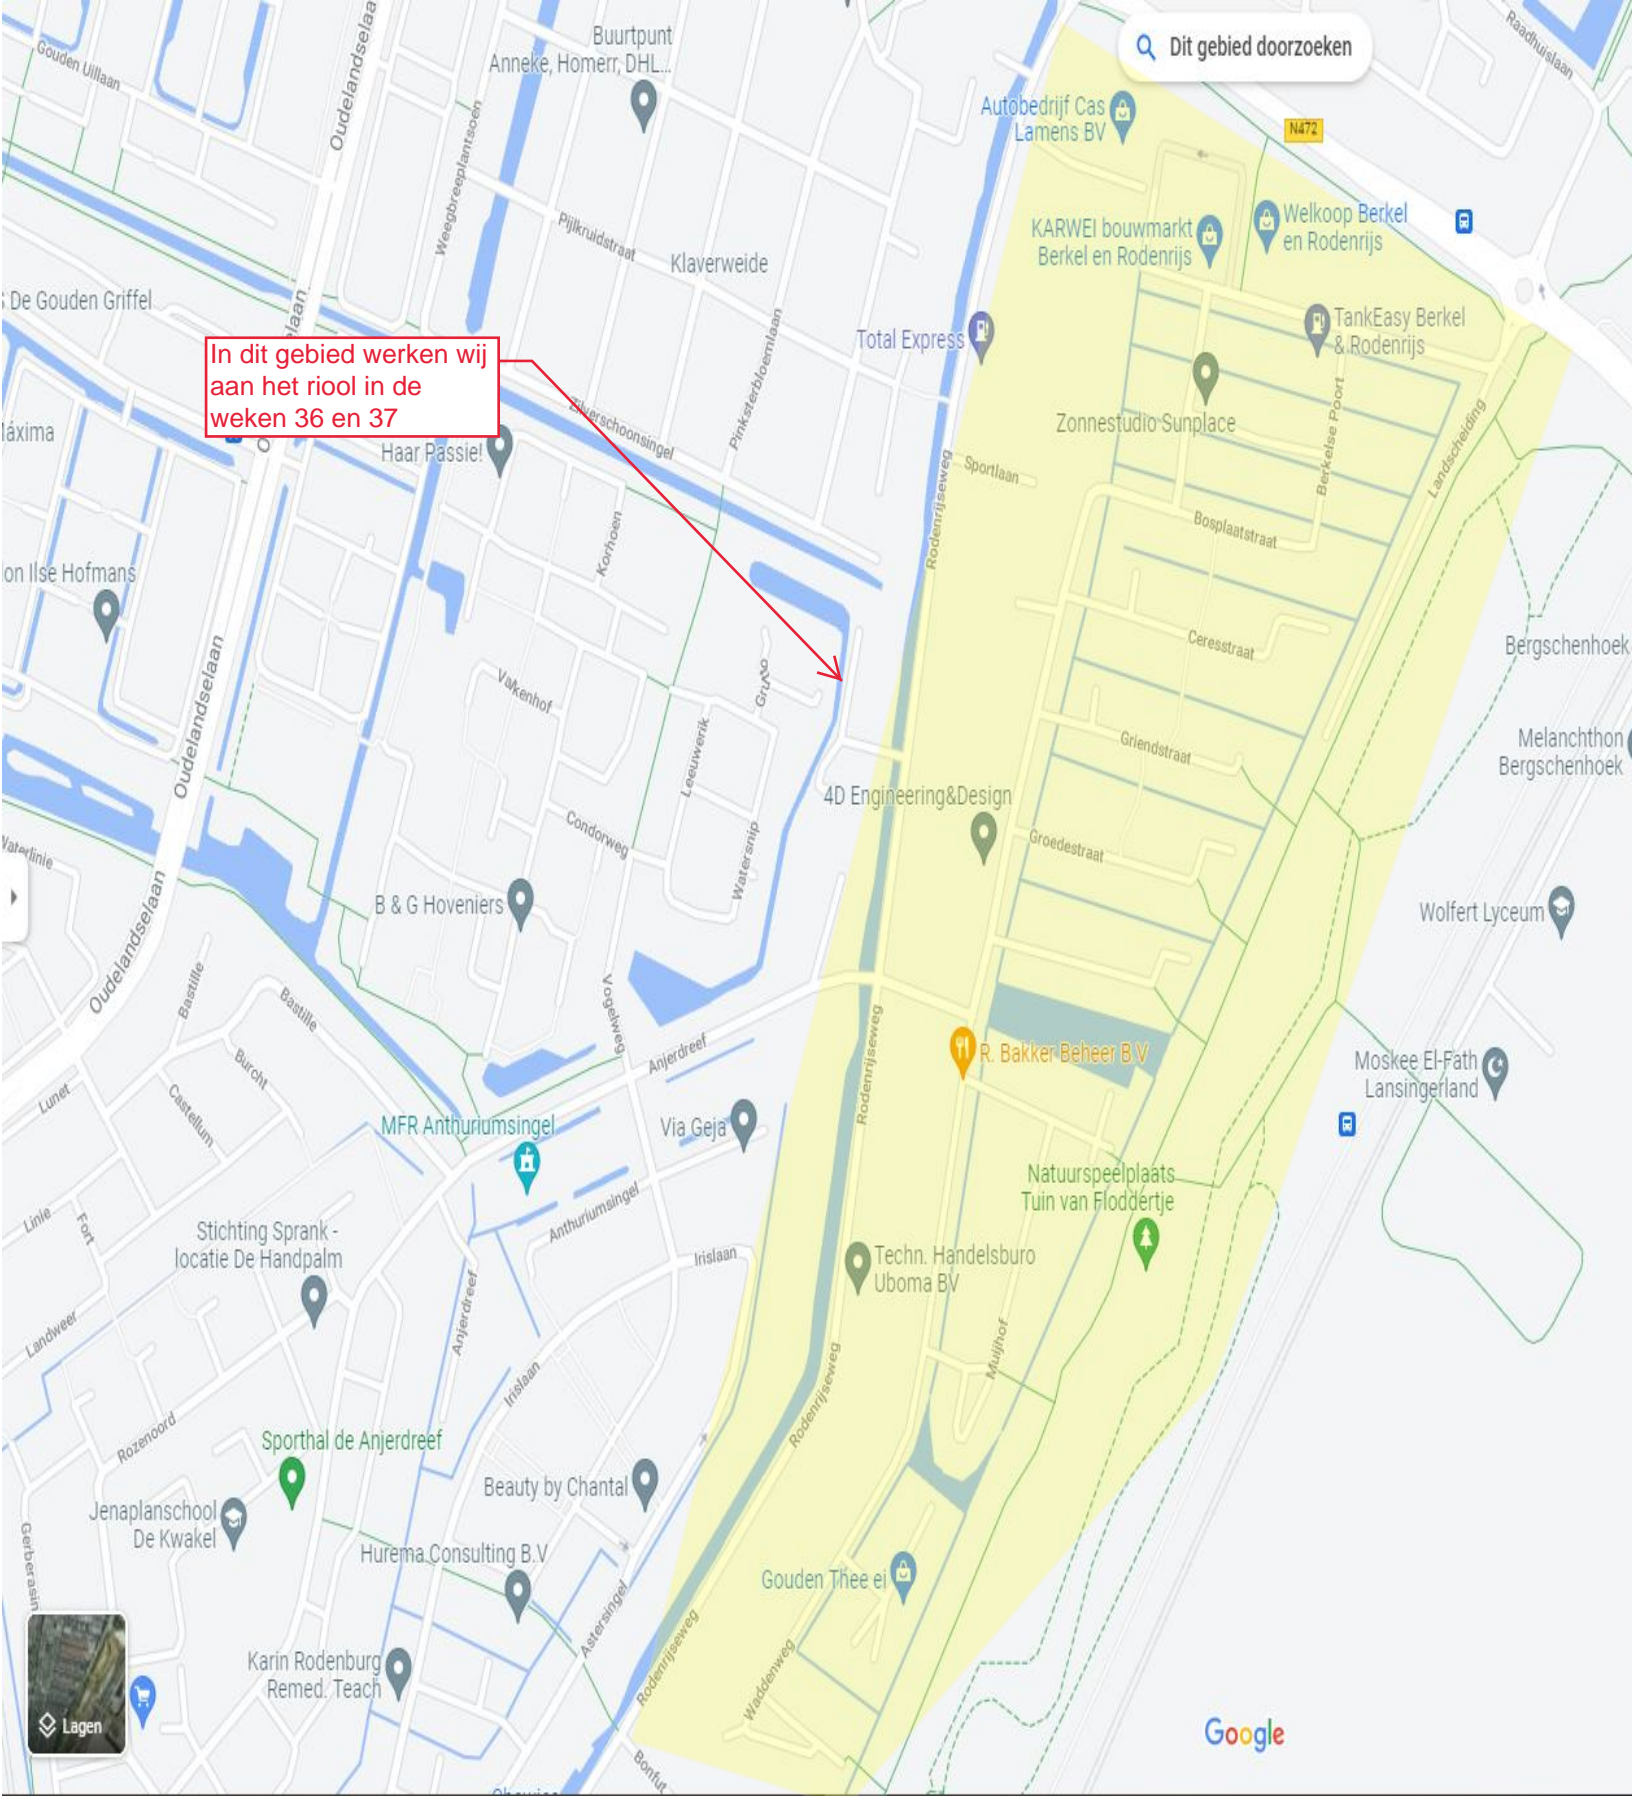 Oudelandselaa
Raadhuislaan
Gouden Uillaan
Buurtpunt
Anneke, Homerr, DHL...
Dit gebied doorzoeken
Weegbreeplantsoen
Autobedrijf Cas
Lamens BV
N472
Pijlkruidstraat
Klaverweide
KARWEI bouwmarkt
Berkel en Rodenrijs
Welkoop Berkel
en Rodenrijs
De Gouden Griffel
Total Express
TankEasy Berkel
& Rodenrijs
In dit gebied werken wij
aan het riool in de
weken 36 en 37
Pinksterbloemlaan
Zilverschoonsingel
Zonnestudio Sunplace
Berkelse Poort
Landscheiding
Haar Passie!
Sportlaan
Rodenrijseweg
Korhoen
Bosplaatstraat
on Ilse Hofmans
Ceresstraat
Bergschenhoek
Oudelandselaan
Valkenhof
Grutto
Leeuwerik
Griendstraat
Melanchthon
Bergschenhoek
4D Engineering&Design
Condorweg
Watersnip
Groedestraat
Waterlinie
B & G Hoveniers
Wolfert Lyceum
Oudelandselaan
Bastille
Bastille
Vogelweg
Anjerdreef
Rodenrijseweg
R. Bakker Beheer B.V
Burcht
Lunet
Castellum
Moskee El-Fath
Lansingerland
MFR Anthuriumsingel
Via Geja
Natuurspeelplaats
Tuin van Floddertje
Linie
Fort
Anthuriumsingel
Stichting Sprank -
locatie De Handpalm
Irislaan
Techn. Handelsburo
Uboma BV
Landweer
Anjerdreef
Irislaan
Rodenrijseweg
Muijhof
Rozenoord
Sporthal de Anjerdreef
Beauty by Chantal
Jenaplanschool
De Kwakel
Hurema Consulting B.V
Gouden Thee ei
Gerberasin
Astersingel
Rodenrijseweg
Waddenweg
Karin Rodenburg
Remed. Teach
Lagen
Google
Bonfut